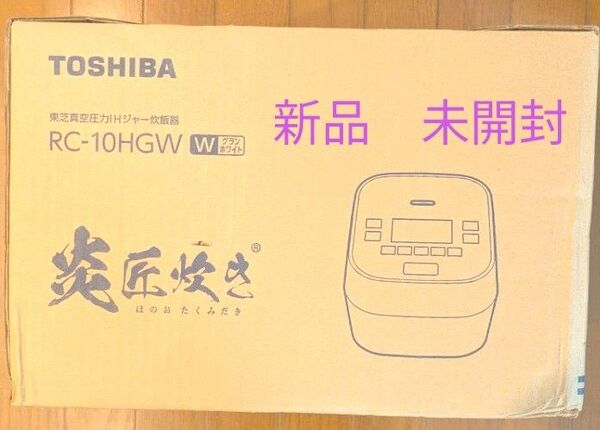 TOSHIBA
東芝真空圧力IHジャー炊飯器
RC-10HGW W グラン
ホワイト
新品 未開封
炎匠炊き®
ほのおたくみだき